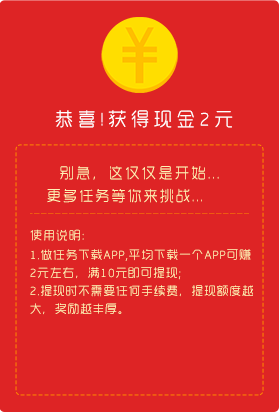 ¥
恭喜!获得现金2元
别急，这仅仅是开始...
更多任务等你来挑战...
使用说明:
1.做任务下载APP,平均下载一个APP可赚
2元左右，满10元即可提现;
2.提现时不需要任何手续费，提现额度越
大，奖励越丰厚。